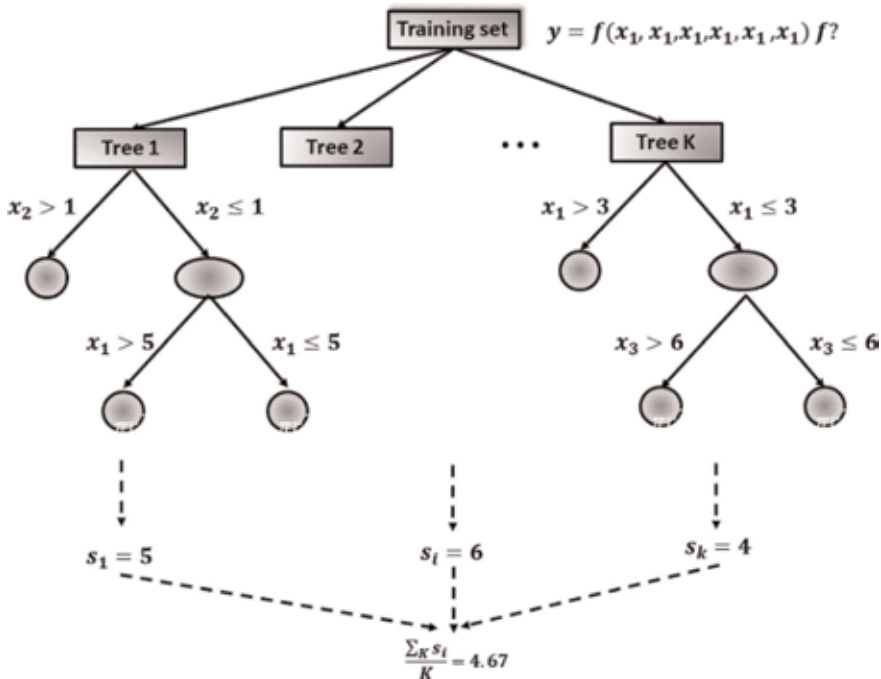 Training set
y = f(x₁, x₁,x₁,x₁,x₁,x₁) f?
Tree 1
Tree 2
...
Tree K
x₂ > 1
x₂ ≤ 1
x₁ > 3
x₁ ≤ 3
x₁ > 5
x₁ ≤ 5
x₃ > 6
x₃ ≤ 6
s₁ = 5
sᵢ = 6
sₖ = 4
∑_K sᵢ / K = 4.67